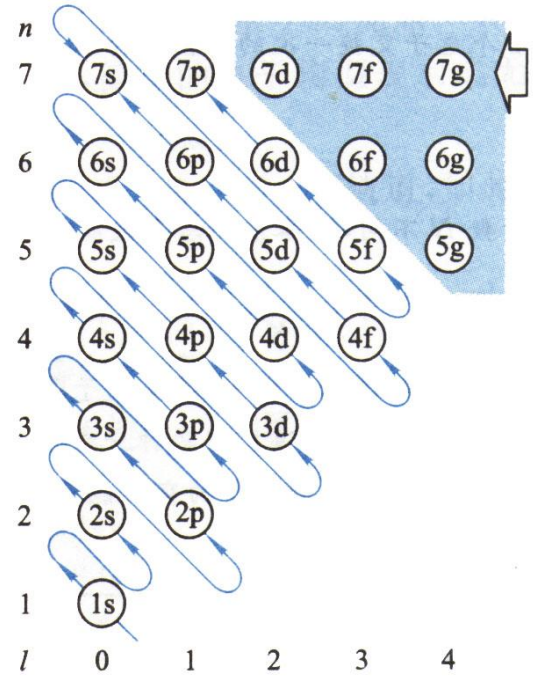 n
7 7s 7p 7d 7f 7g
6 6s 6p 6d 6f 6g
5 5s 5p 5d 5f 5g
4 4s 4p 4d 4f
3 3s 3p 3d
2 2s 2p
1 1s
l 0 1 2 3 4